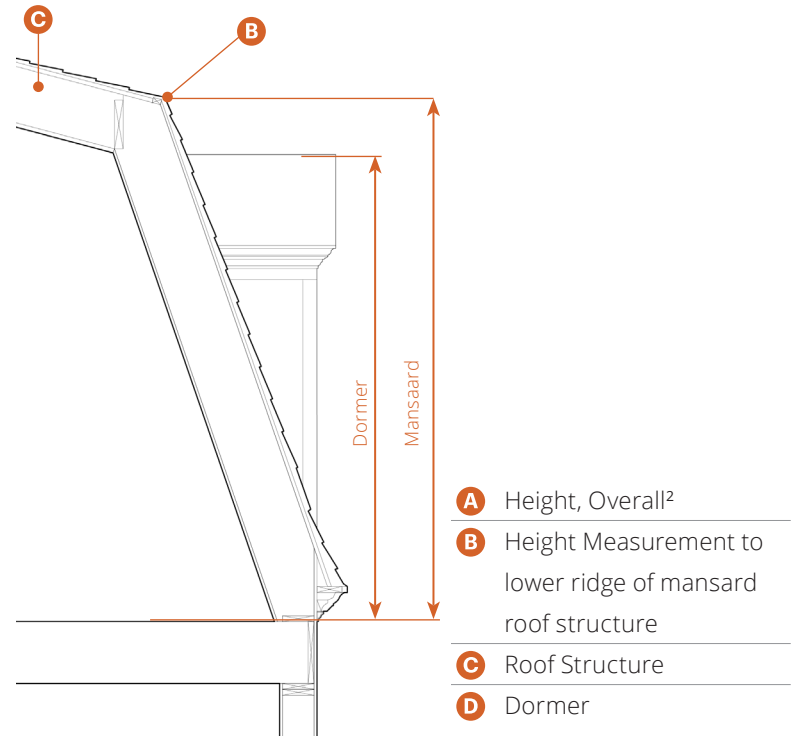 C
B
Dormer
Mansaard
A Height, Overall²
B Height Measurement to
lower ridge of mansard
roof structure
C Roof Structure
D Dormer